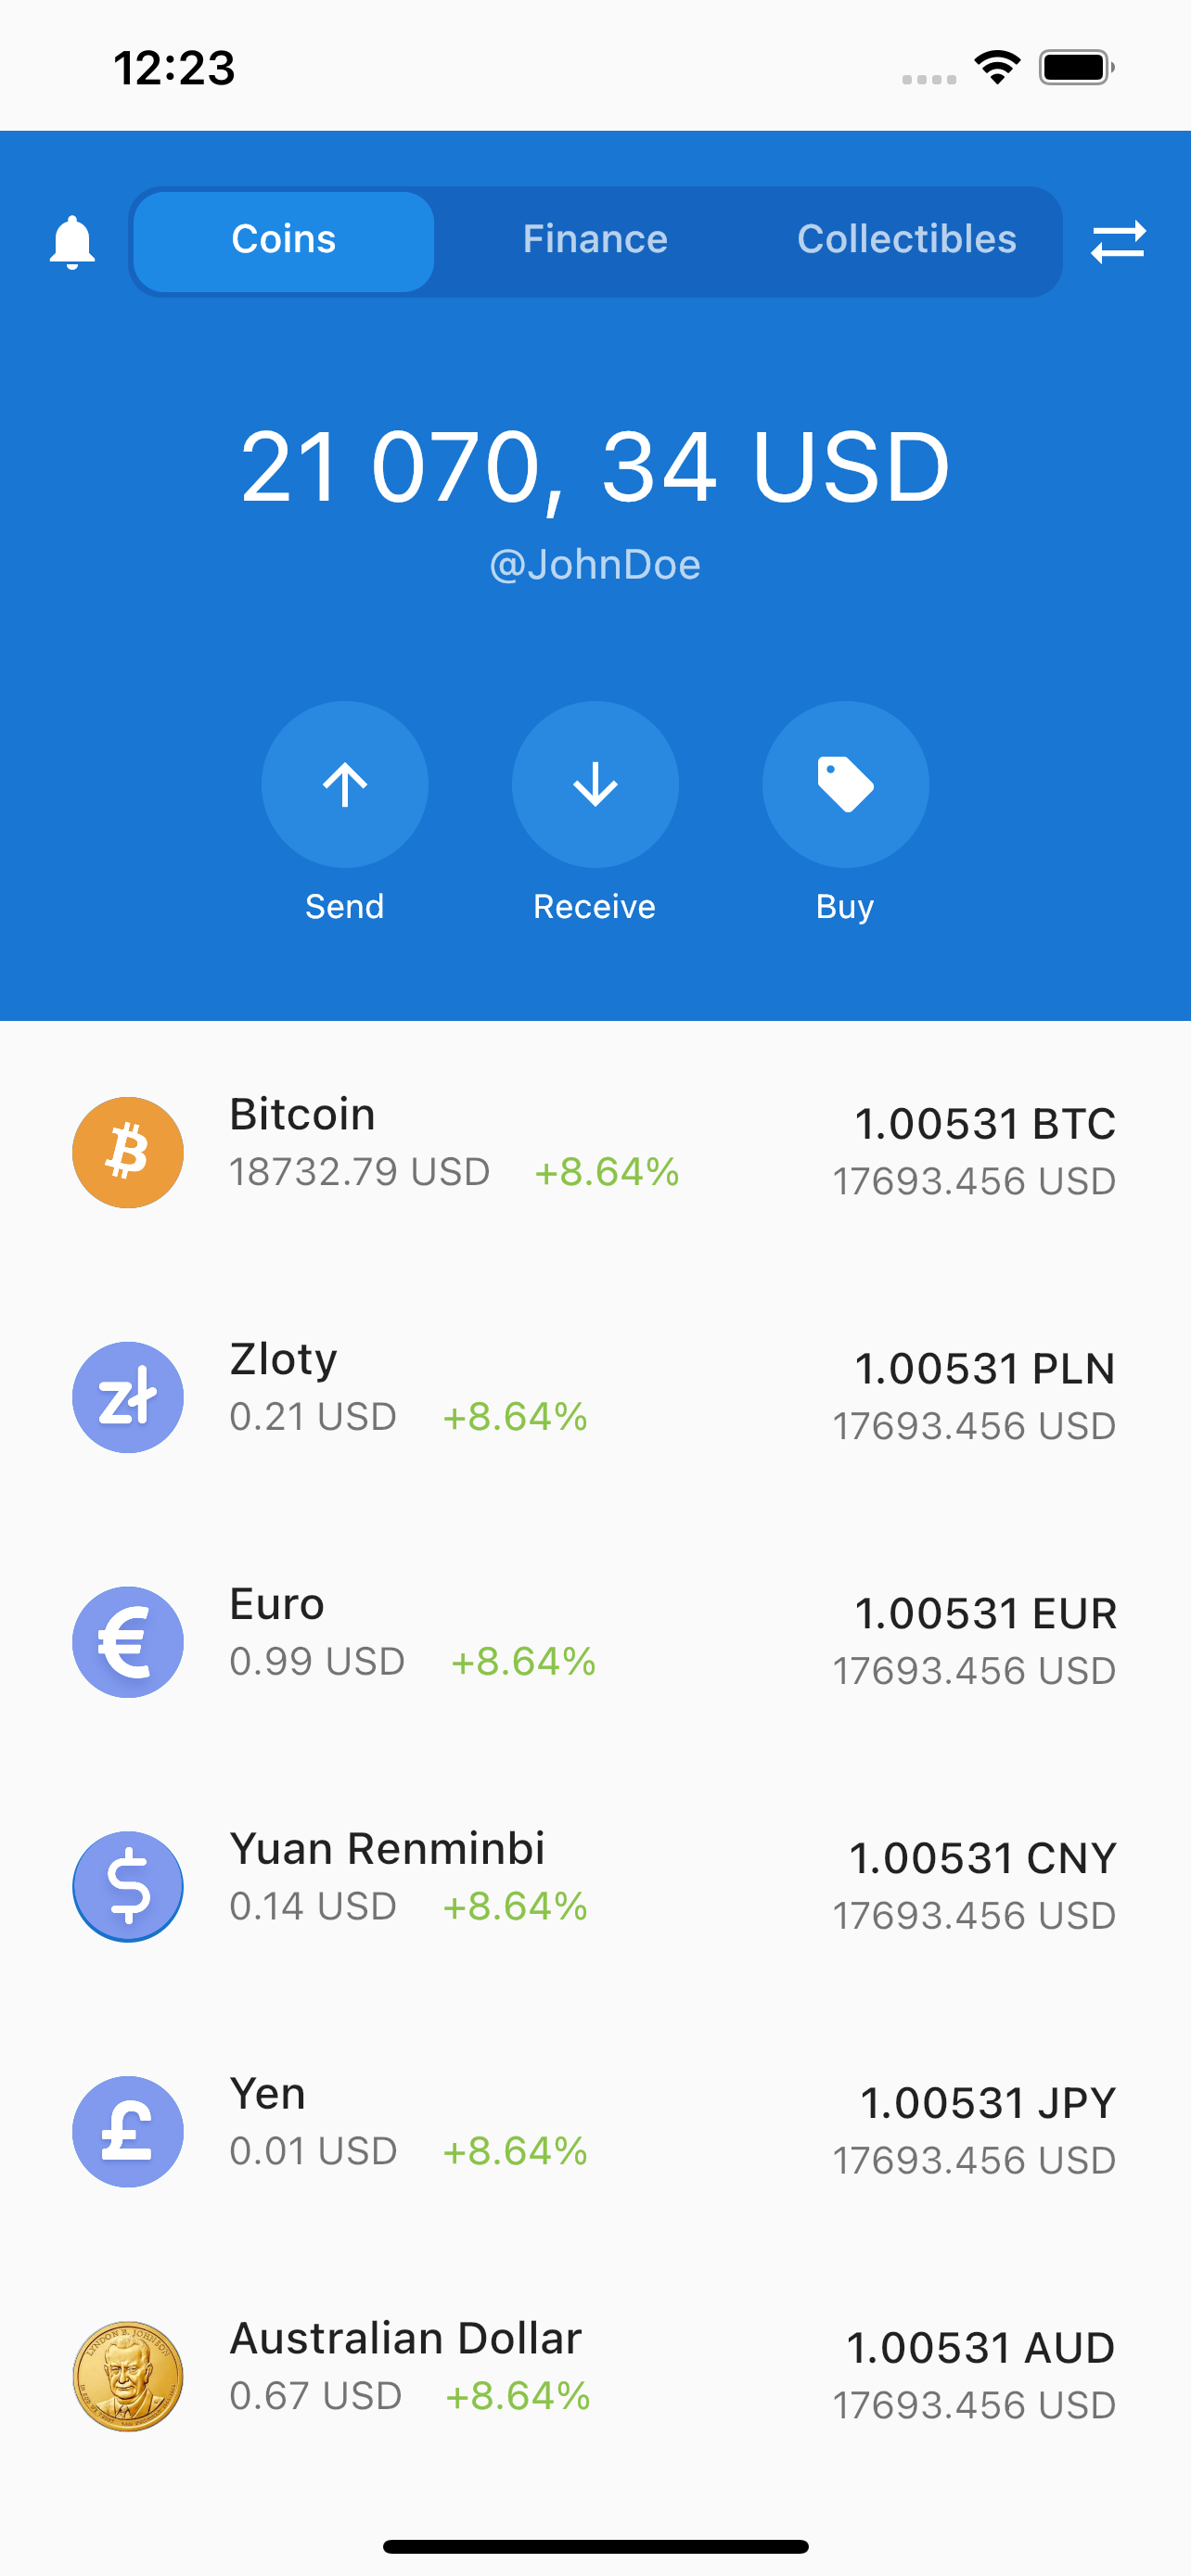 12:23
Coins Finance Collectibles
21 070, 34 USD
@JohnDoe
Send Receive Buy
Bitcoin
1.00531 BTC
18732.79 USD +8.64%
17693.456 USD
zł
Zloty
1.00531 PLN
0.21 USD +8.64%
17693.456 USD
€
Euro
1.00531 EUR
0.99 USD +8.64%
17693.456 USD
$
Yuan Renminbi
1.00531 CNY
0.14 USD +8.64%
17693.456 USD
£
Yen
1.00531 JPY
0.01 USD +8.64%
17693.456 USD
LYNDON B. JOHNSON
Australian Dollar
1.00531 AUD
0.67 USD +8.64%
17693.456 USD